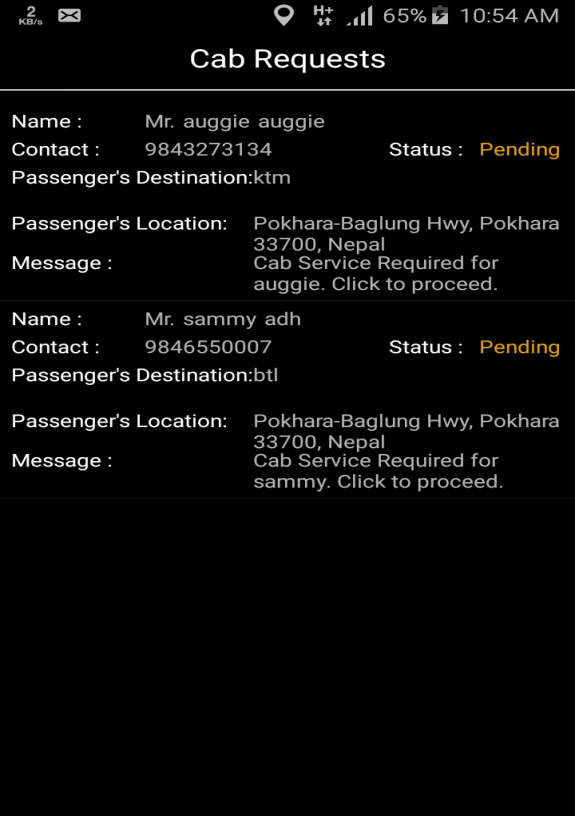 2
KB/s
H+
65%
10:54 AM
Cab Requests
Name : Mr. auggie auggie
Contact : 9843273134 Status : Pending
Passenger's Destination:ktm
Passenger's Location: Pokhara-Baglung Hwy, Pokhara
33700, Nepal
Message : Cab Service Required for
auggie. Click to proceed.
Name : Mr. sammy adh
Contact : 9846550007 Status : Pending
Passenger's Destination:btl
Passenger's Location: Pokhara-Baglung Hwy, Pokhara
33700, Nepal
Message : Cab Service Required for
sammy. Click to proceed.